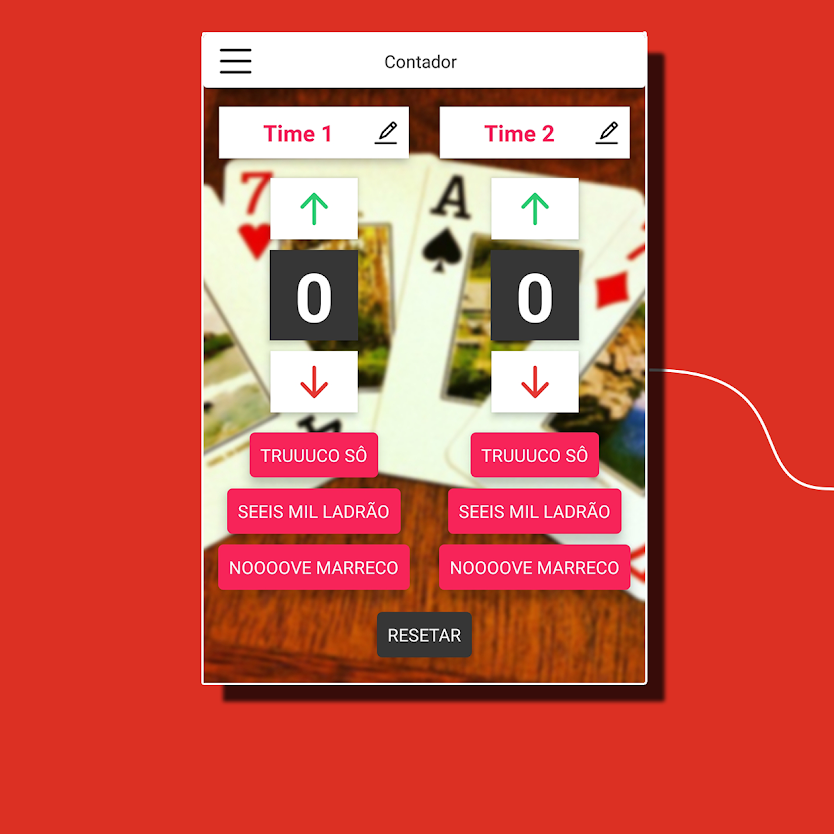 Contador
Time 1
Time 2
7
A
0
0
TRUUUCO SÔ
TRUUUCO SÔ
SEEIS MIL LADRÃO
SEEIS MIL LADRÃO
NOOOOVE MARRECO
NOOOOVE MARRECO
RESETAR